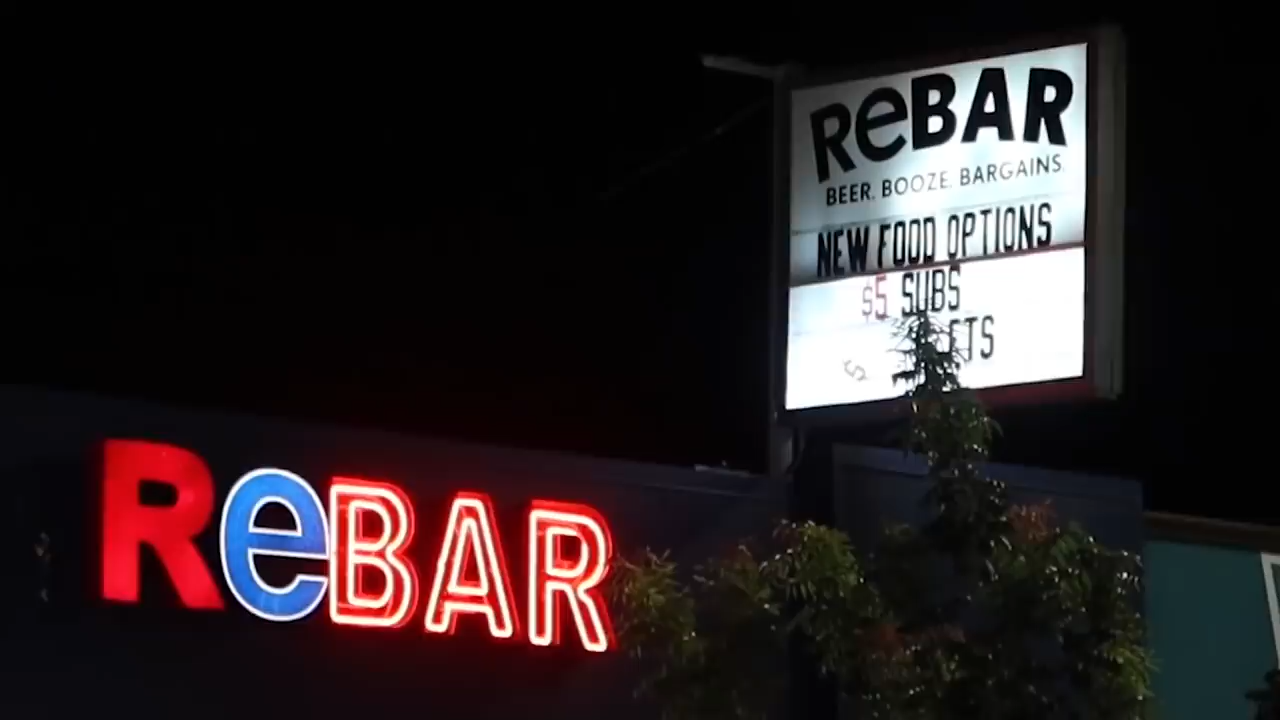 ReBAR
BEER. BOOZE. BARGAINS.
NEW FOOD OPTIONS
$5 SUBS
ReBAR